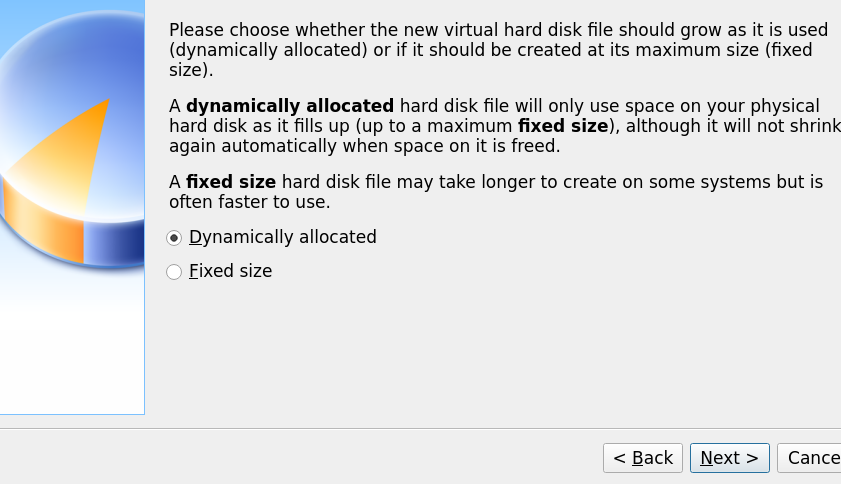 Please choose whether the new virtual hard disk file should grow as it is used
(dynamically allocated) or if it should be created at its maximum size (fixed
size).
A dynamically allocated hard disk file will only use space on your physical
hard disk as it fills up (up to a maximum fixed size), although it will not shrink
again automatically when space on it is freed.
A fixed size hard disk file may take longer to create on some systems but is
often faster to use.
Dynamically allocated
Fixed size
< Back Next > Cance